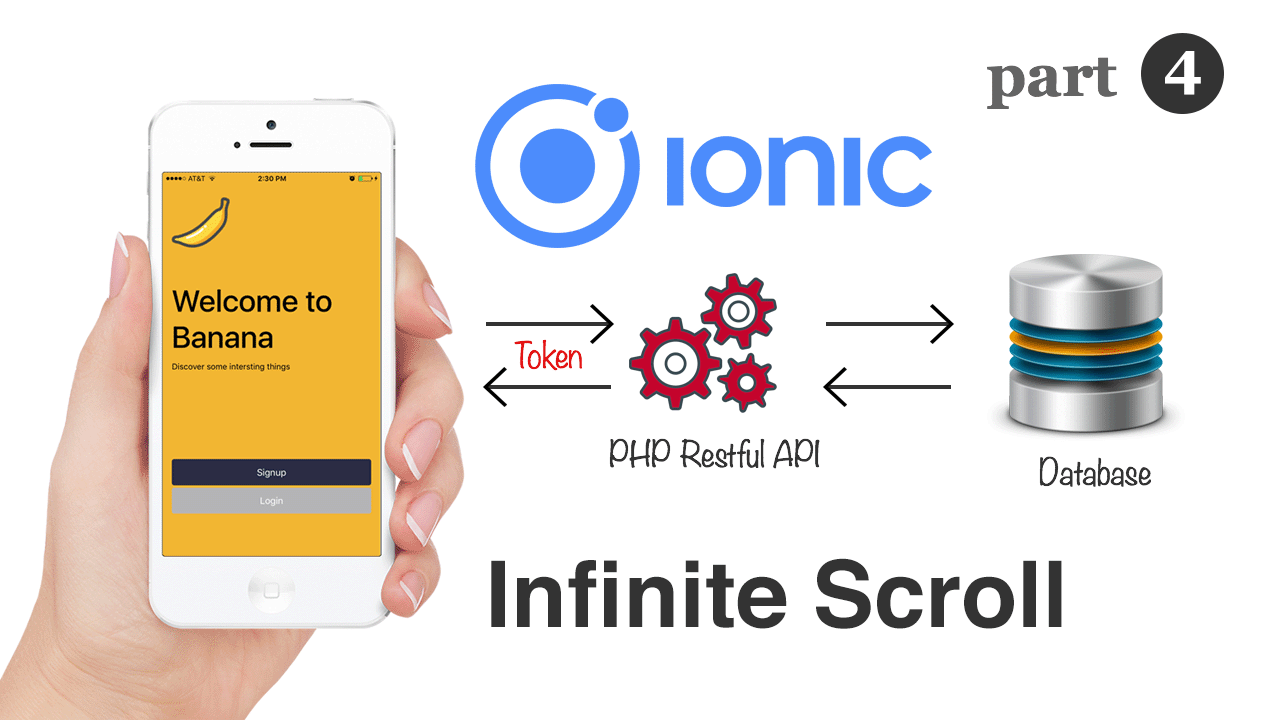 part 4
IONIC
AT&T 2:30 PM
Welcome to
Banana
Discover some intersting things
Signup
Login
Token
PHP Restful API
Database
Infinite Scroll